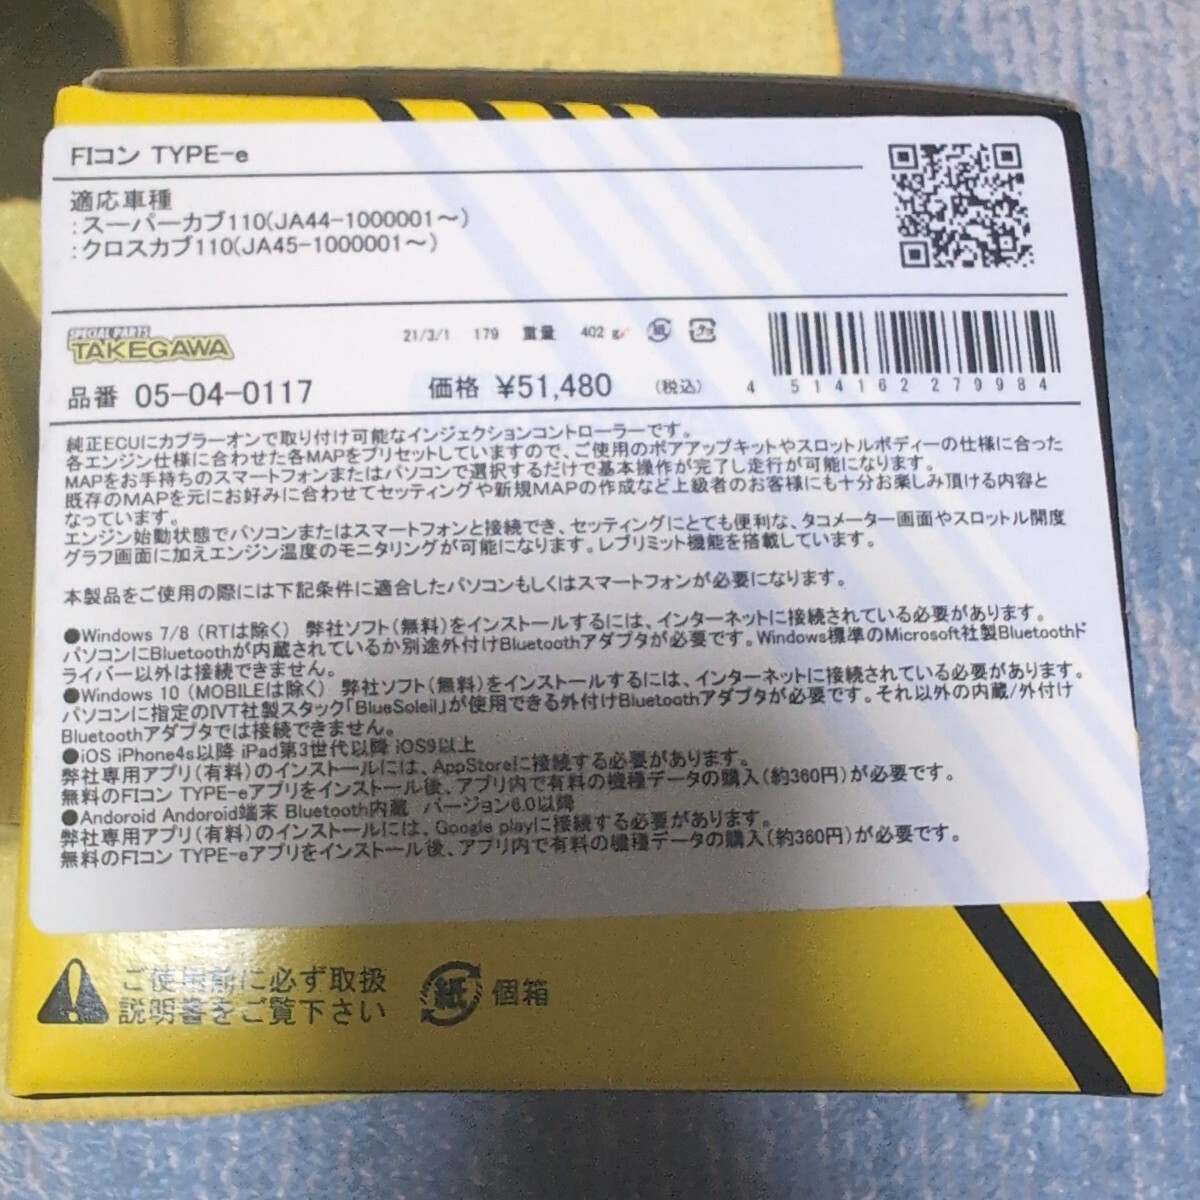 FIコン TYPE-e
適応車種
:スーパーカブ110(JA44-1000001～)
:クロスカブ110(JA45-1000001～)
SPECIAL PARTS
TAKEGAWA
21/3/1 179 重量 402 g 紙 プラ
品番 05-04-0117 価格 ¥51,480 (税込) 4 514162 279984
純正ECUにカプラーオンで取り付け可能なインジェクションコントローラーです。
各エンジン仕様に合わせた各MAPをプリセットしていますので、ご使用のボアアップキットやスロットルボディーの仕様に合った
MAPをお手持ちのスマートフォンまたはパソコンで選択するだけで基本操作が完了し走行が可能になります。
既存のMAPを元にお好みに合わせてセッティングや新規MAPの作成など上級者のお客様にも十分お楽しみ頂ける内容と
なっています。
エンジン始動状態でパソコンまたはスマートフォンと接続でき、セッティングにとても便利な、タコメーター画面やスロットル開度
グラフ画面に加えエンジン温度のモニタリングが可能になります。レブリミット機能を搭載しています。
本製品をご使用の際には下記条件に適合したパソコンもしくはスマートフォンが必要になります。
●Windows 7/8 (RTは除く) 弊社ソフト(無料)をインストールするには、インターネットに接続されている必要があります。
パソコンにBluetoothが内蔵されているか別途外付けBluetoothアダプタが必要です。Windows標準のMicrosoft社製Bluetoothド
ライバー以外は接続できません。
●Windows 10 (MOBILEは除く) 弊社ソフト(無料)をインストールするには、インターネットに接続されている必要があります。
パソコンに指定のIVT社製スタック「BlueSoleil」が使用できる外付けBluetoothアダプタが必要です。それ以外の内蔵/外付け
Bluetoothアダプタでは接続できません。
●iOS iPhone4s以降 iPad第3世代以降 iOS9以上
弊社専用アプリ(有料)のインストールには、AppStoreに接続する必要があります。
無料のFIコン TYPE-eアプリをインストール後、アプリ内で有料の機種データの購入(約360円)が必要です。
●Andoroid Andoroid端末 Bluetooth内蔵 バージョン6.0以降
弊社専用アプリ(有料)のインストールには、Google playに接続する必要があります。
無料のFIコン TYPE-eアプリをインストール後、アプリ内で有料の機種データの購入(約360円)が必要です。
ご使用前に必ず取扱
説明書をご覧下さい
紙 個箱